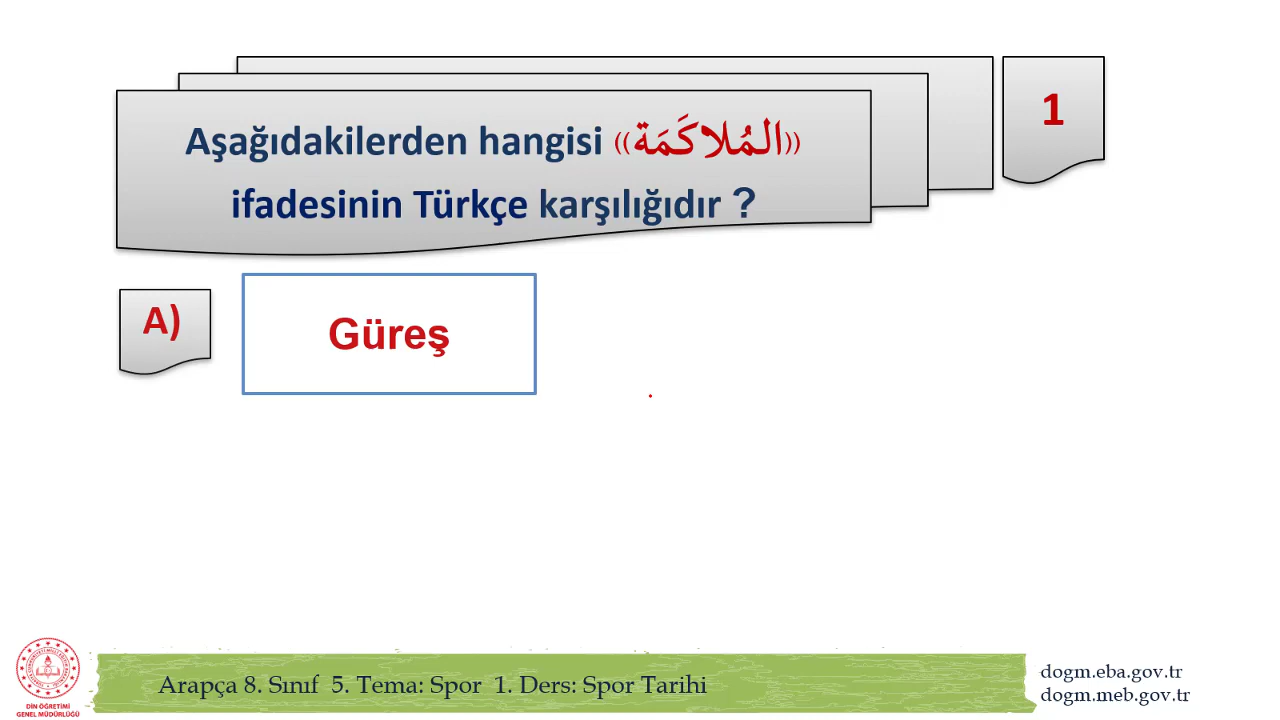 1
Aşağıdakilerden hangisi ((المُلاكَمَة))
ifadesinin Türkçe karşılığıdır ?
A)
Güreş
Arapça 8. Sınıf 5. Tema: Spor 1. Ders: Spor Tarihi
dogm.eba.gov.tr
dogm.meb.gov.tr
DİN ÖĞRETİMİ
GENEL MÜDÜRLÜĞÜ